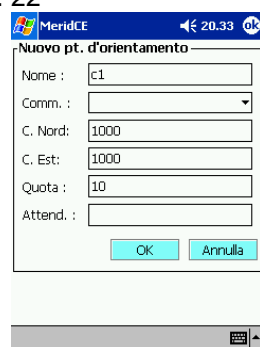 MeridCE 20.33 ok
Nuovo pt. d'orientamento
Nome : c1
Comm. :
C. Nord: 1000
C. Est: 1000
Quota : 10
Attend. :
OK Annulla